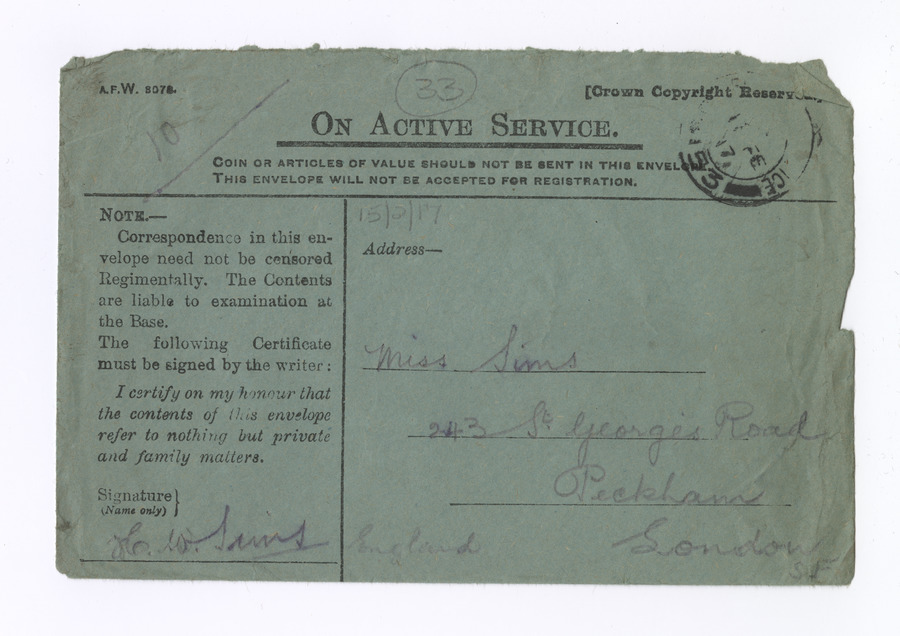 A.F.W. 3078.
33
[Crown Copyright Reserved.]
10
ON ACTIVE SERVICE.
COIN OR ARTICLES OF VALUE SHOULD NOT BE SENT IN THIS ENVELOPE.
THIS ENVELOPE WILL NOT BE ACCEPTED FOR REGISTRATION.
NOTE.—
Correspondence in this en-
velope need not be censored
Regimentally. The Contents
are liable to examination at
the Base.
The following Certificate
must be signed by the writer:
I certify on my honour that
the contents of this envelope
refer to nothing but private
and family matters.
Signature}
(Name only)
H. W. Sims
15/2/17
Address—
Miss Sims
243 St Georges Road
Peckham
England London
S E